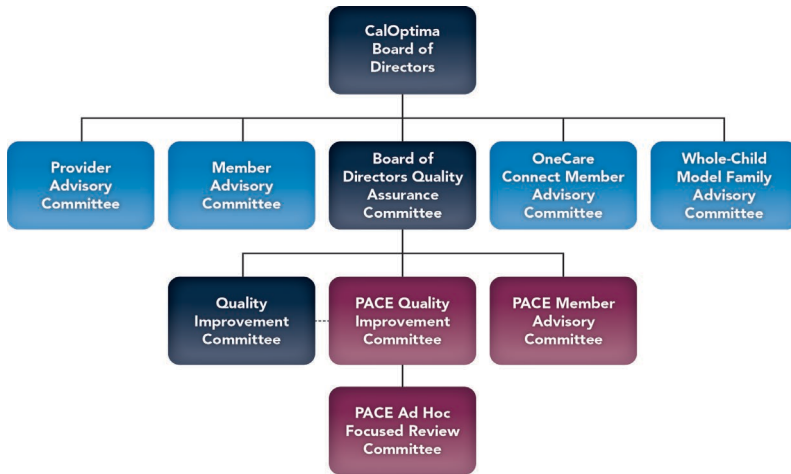 CalOptima
Board of
Directors
Provider
Advisory
Committee
Member
Advisory
Committee
Board of
Directors Quality
Assurance
Committee
OneCare
Connect Member
Advisory
Committee
Whole-Child
Model Family
Advisory
Committee
Quality
Improvement
Committee
PACE Quality
Improvement
Committee
PACE Member
Advisory
Committee
PACE Ad Hoc
Focused Review
Committee